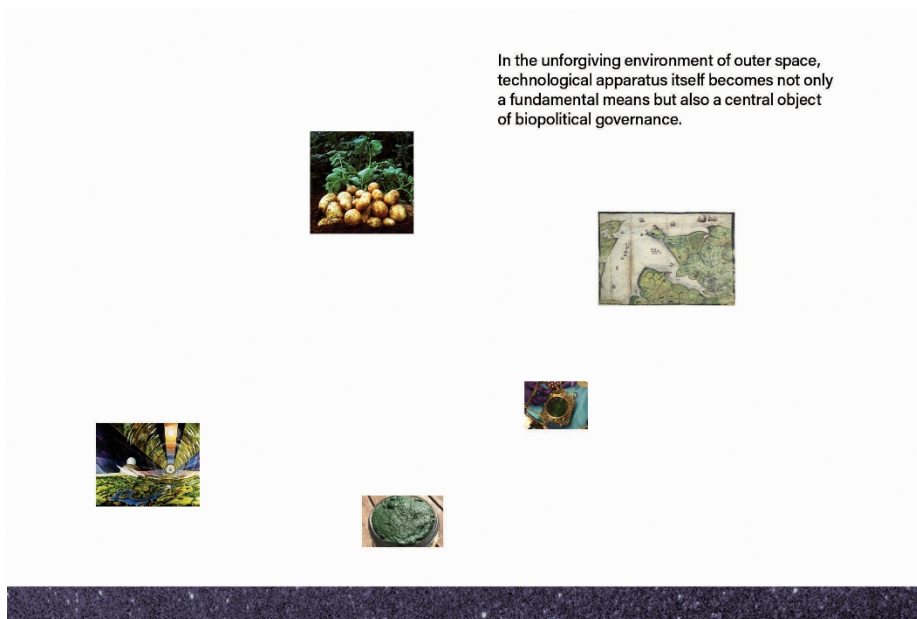 In the unforgiving environment of outer space,
technological apparatus itself becomes not only
a fundamental means but also a central object
of biopolitical governance.